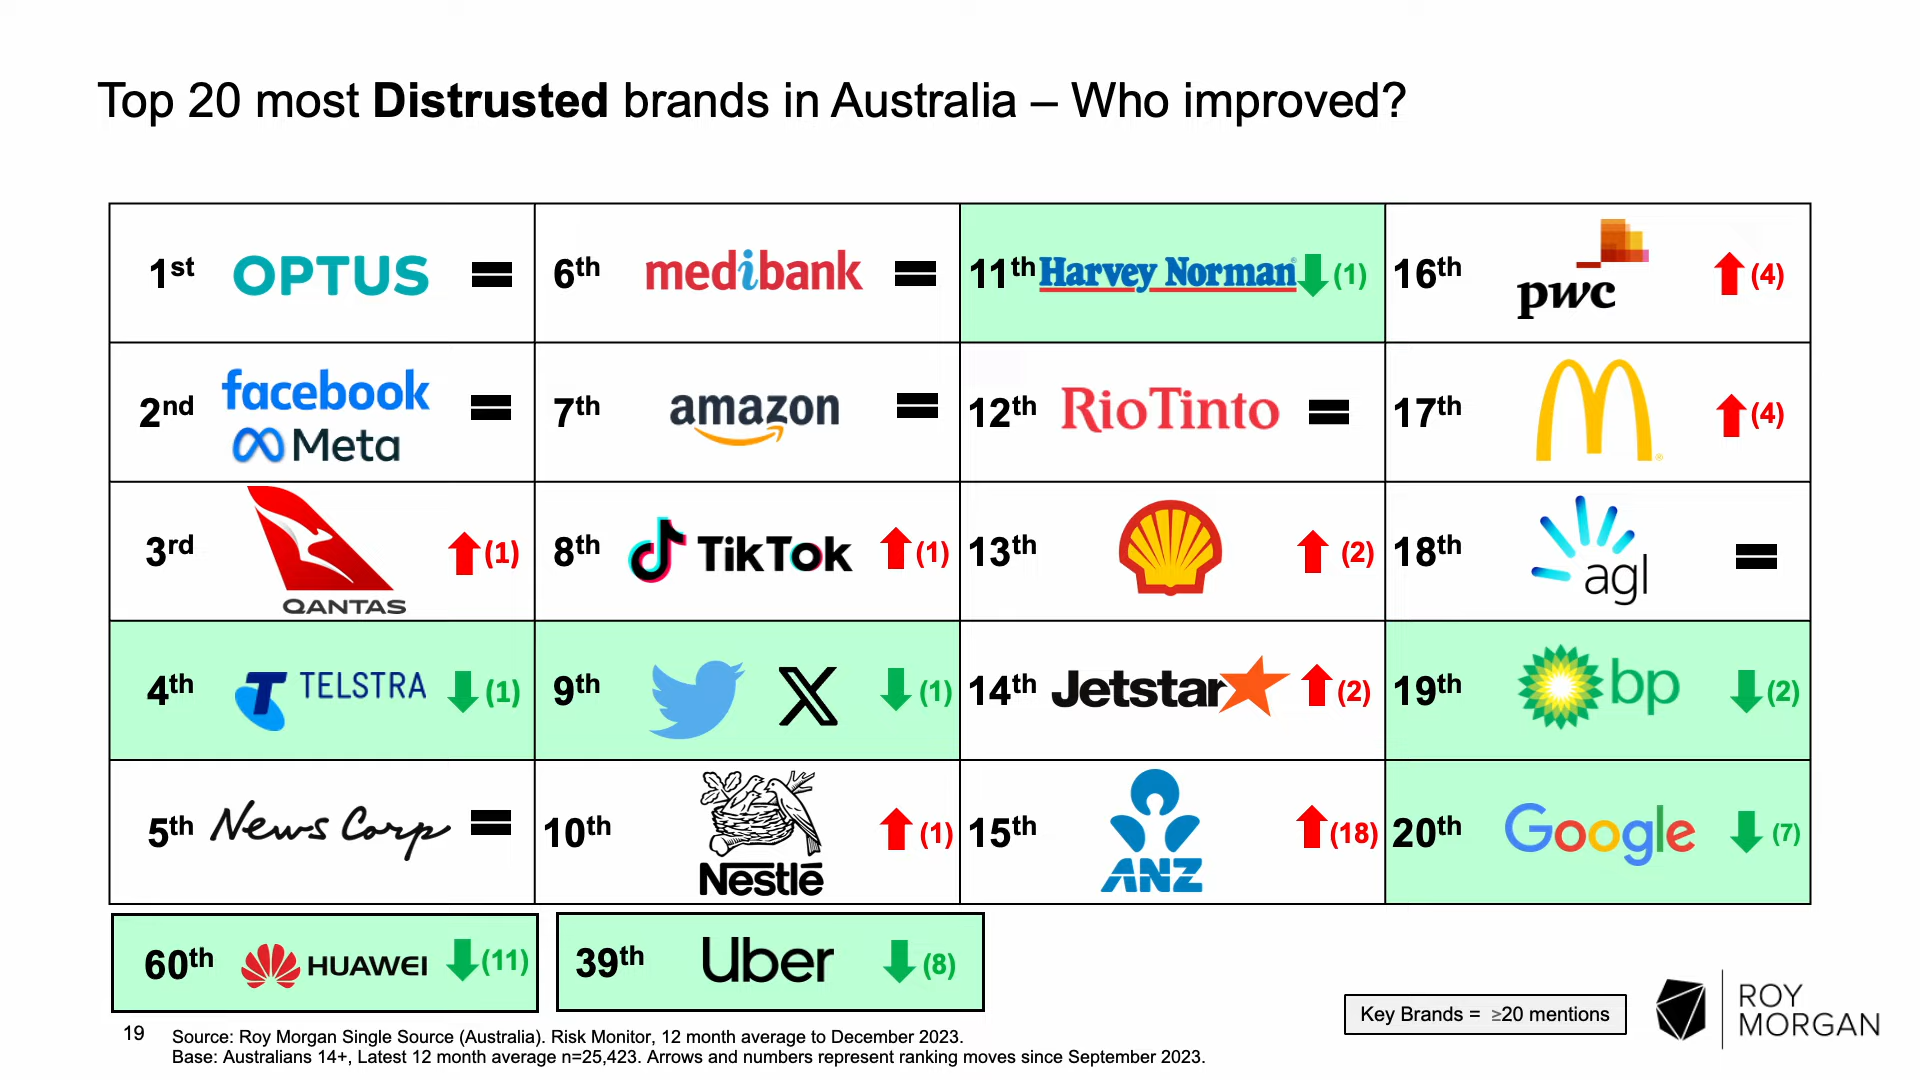 Top 20 most Distrusted brands in Australia – Who improved?
1st OPTUS =
6th medibank =
11th Harvey Norman (1)
16th pwc (4)
2nd facebook Meta =
7th amazon =
12th RioTinto =
17th (4)
3rd QANTAS (1)
8th TikTok (1)
13th (2)
18th agl =
4th TELSTRA (1)
9th X (1)
14th Jetstar (2)
19th bp (2)
5th News Corp =
10th Nestlé (1)
15th ANZ (18)
20th Google (7)
60th HUAWEI (11)
39th Uber (8)
Key Brands = ≥20 mentions
ROY
MORGAN
19
Source: Roy Morgan Single Source (Australia). Risk Monitor, 12 month average to December 2023.
Base: Australians 14+, Latest 12 month average n=25,423. Arrows and numbers represent ranking moves since September 2023.